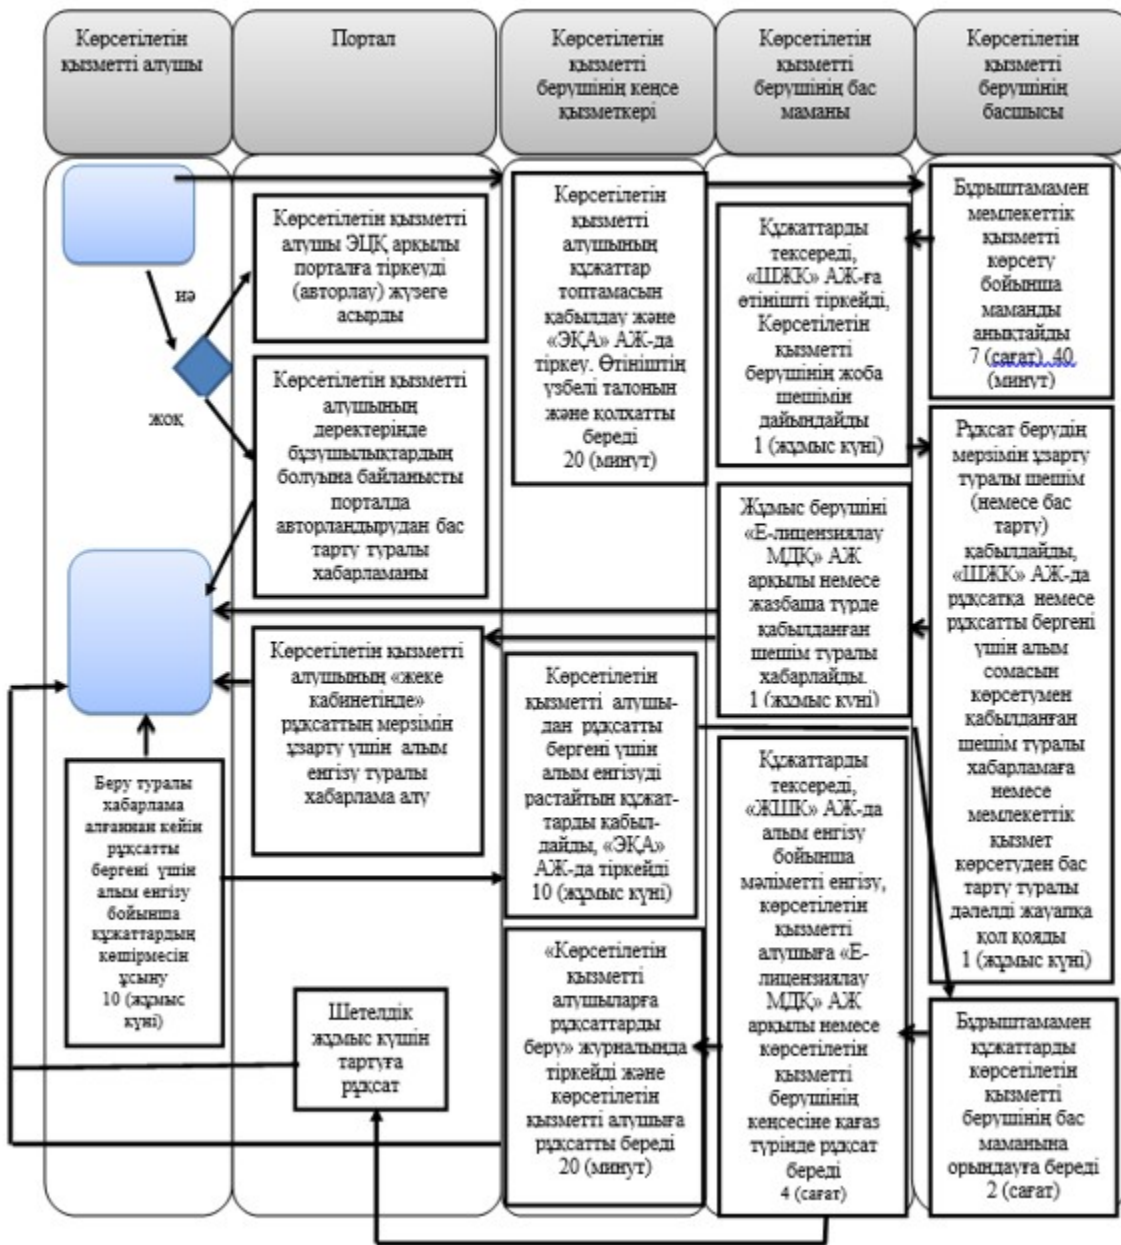 Көрсетілетін
қызметті алушы
Портал
Көрсетілетін
қызметті
берушінің кеңсе
қызметкері
Көрсетілетін
қызметті
берушінің бас
маманы
Көрсетілетін
қызметті
берушінің
басшысы
иә
жоқ
Көрсетілетін қызметті
алушы ЭЦҚ арқылы
порталға тіркеуді
(авторлау) жүзеге
асырды
Көрсетілетін қызметті
алушының
деректерінде
бұзушылықтардың
болуына байланысты
порталда
авторландырудан бас
тарту туралы
хабарламаны
Көрсетілетін
қызметті
алушының
құжаттар
топтамасын
қабылдау және
«ЭҚА» АЖ-да
тіркеу. Өтініштің
үзбелі талонын
және қолхатты
береді
20 (минут)
Құжаттарды
тексереді,
«ШЖК» АЖ-ға
өтінішті тіркейді,
Көрсетілетін
қызметті
берушінің жоба
шешімін
дайындайды
1 (жұмыс күні)
Бұрыштамамен
мемлекеттік
қызметті
көрсету
бойынша
маманды
анықтайды
7 (сағат) 40
(минут)
Рұқсат берудің
мерзімін ұзарту
туралы шешім
(немесе бас
тарту)
қабылдайды,
«ШЖК» АЖ-да
рұқсатқа немесе
рұқсатты бергені
үшін алым
сомасын
көрсетумен
қабылданған
шешім туралы
хабарламаға
немесе
мемлекеттік
қызмет
көрсетуден бас
тарту туралы
дәлелді жауапқа
қол қояды
1 (жұмыс күні)
Жұмыс берушіні
«Е-лицензиялау
МДҚ» АЖ
арқылы немесе
жазбаша түрде
қабылданған
шешім туралы
хабарлайды.
1 (жұмыс күні)
Көрсетілетін қызметті
алушының «жеке
кабинетінде»
рұқсаттың мерзімін
ұзарту үшін алым
енгізу туралы
хабарлама алу
Көрсетілетін
қызметті алушы-
дан рұқсатты
бергені үшін
алым енгізуді
растайтын құжат-
тарды қабыл-
дайды, «ЭҚА»
АЖ-да тіркейді
10 (жұмыс күні)
Беру туралы
хабарлама
алғаннан кейін
рұқсатты
бергені үшін
алым енгізу
бойынша
құжаттардың
көшірмесін
ұсыну
10 (жұмыс
күні)
Құжаттарды
тексереді,
«ЖШК» АЖ-да
алым енгізу
бойынша
мәліметті енгізу,
көрсетілетін
қызметті
алушыға «Е-
лицензиялау
МДҚ» АЖ
арқылы немесе
көрсетілетін
қызметті
берушінің
кеңсесіне қағаз
түрінде рұқсат
береді
4 (сағат)
«Көрсетілетін
қызметті
алушыларға
рұқсаттарды
беру» журналында
тіркейді және
көрсетілетін
қызметті алушыға
рұқсатты береді
20 (минут)
Шетелдік
жұмыс күшін
тартуға
рұқсат
Бұрыштамамен
құжаттарды
көрсетілетін
қызметті
берушінің бас
маманына
орындауға береді
2 (сағат)